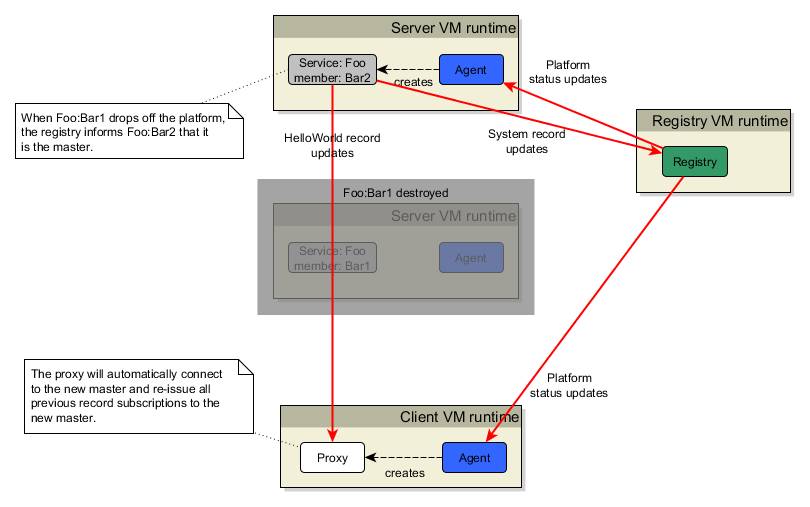 Server VM runtime
Service: Foo
member: Bar2
Agent
creates
Platform
status updates
When Foo:Bar1 drops off the platform,
the registry informs Foo:Bar2 that it
is the master.
HelloWorld record
updates
System record
updates
Registry VM runtime
Registry
Foo:Bar1 destroyed
Server VM runtime
Service: Foo
member: Bar1
Agent
The proxy will automatically connect
to the new master and re-issue all
previous record subscriptions to the
new master.
Platform
status updates
Client VM runtime
Proxy
Agent
creates